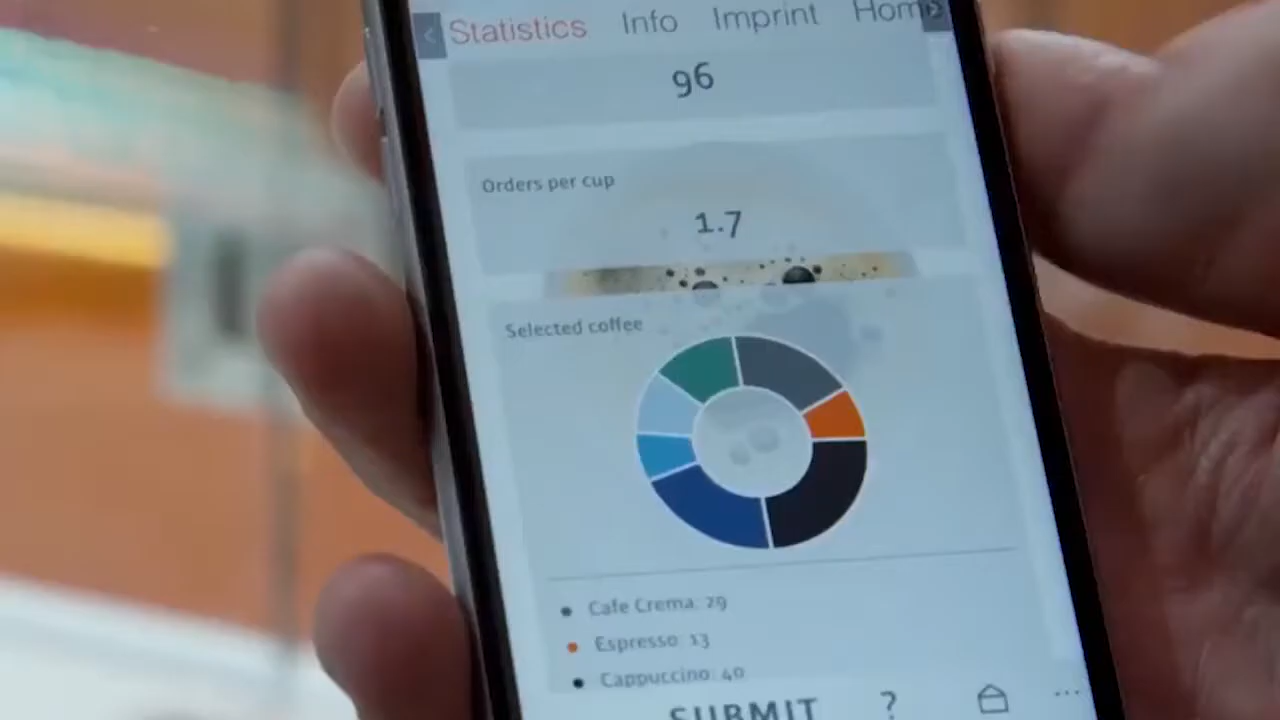 < Statistics Info Imprint Home >
96
Orders per cup
1.7
Selected coffee
Cafe Crema: 29
Espresso: 13
Cappuccino: 40
SUBMIT ? ...